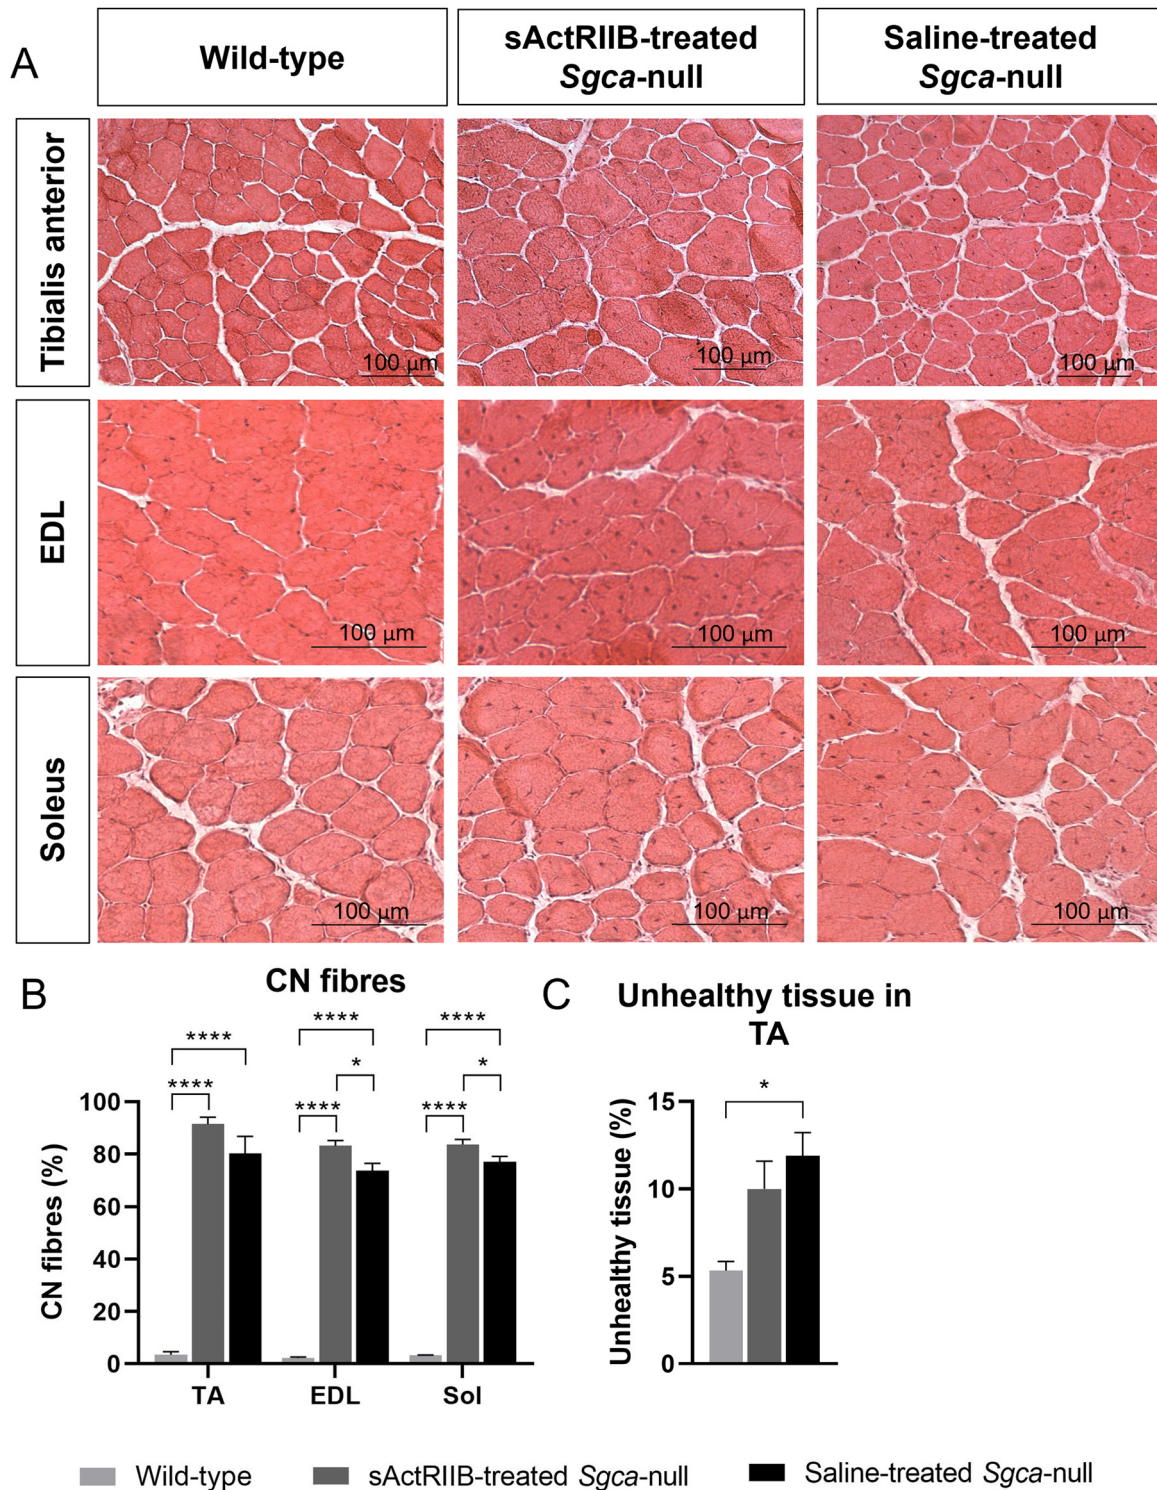 A
Wild-type
sActRIIB-treated
Sgca-null
Saline-treated
Sgca-null
Tibialis anterior
100 µm
100 µm
100 µm
EDL
100 µm
100 µm
100 µm
Soleus
100 µm
100 µm
100 µm
B
CN fibres
CN fibres (%)
100
80
60
40
20
0
****
****
****
*
****
****
*
****
TA
EDL
Sol
C
Unhealthy tissue in
TA
Unhealthy tissue (%)
15
10
5
0
*
Wild-type
sActRIIB-treated Sgca-null
Saline-treated Sgca-null